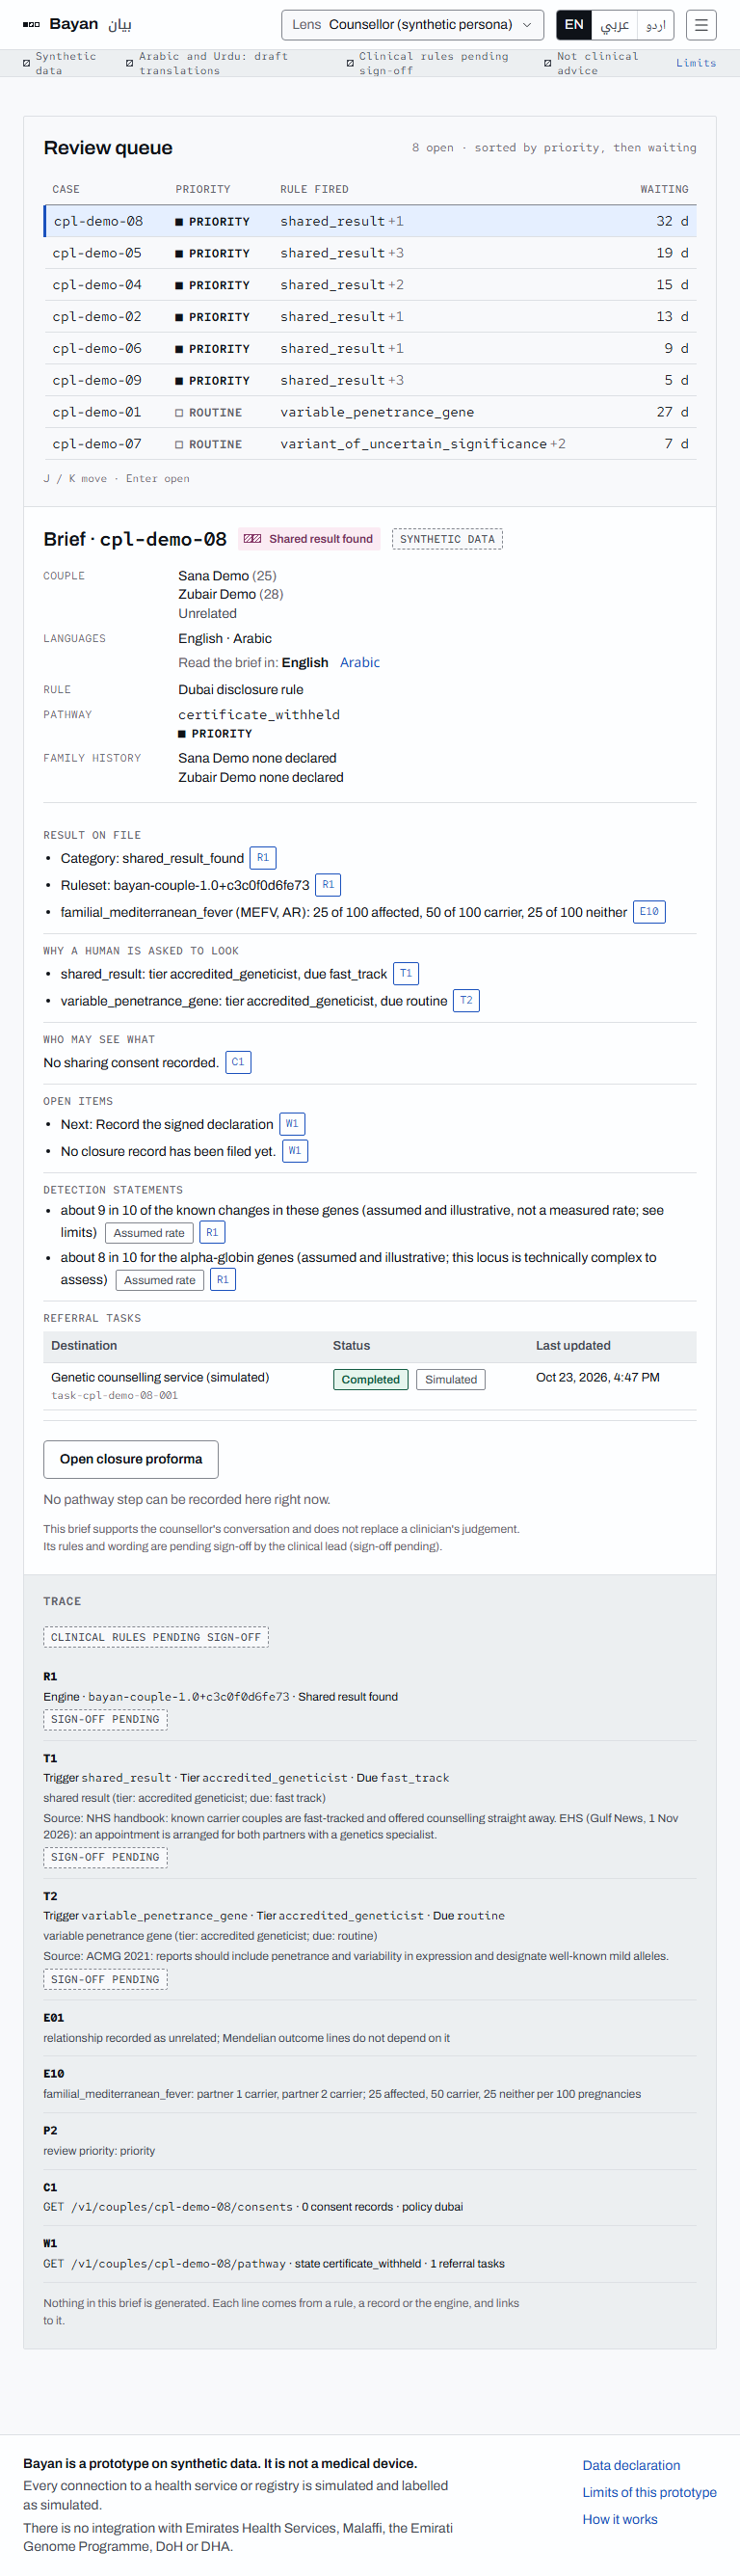 Bayan بيان
Lens Counsellor (synthetic persona)
EN عربي اردو
Synthetic data
Arabic and Urdu: draft translations
Clinical rules pending sign-off
Not clinical advice
Limits
Review queue
8 open · sorted by priority, then waiting
CASE PRIORITY RULE FIRED WAITING
cpl-demo-08 PRIORITY shared_result +1 32 d
cpl-demo-05 PRIORITY shared_result +3 19 d
cpl-demo-04 PRIORITY shared_result +2 15 d
cpl-demo-02 PRIORITY shared_result +1 13 d
cpl-demo-06 PRIORITY shared_result +1 9 d
cpl-demo-09 PRIORITY shared_result +3 5 d
cpl-demo-01 ROUTINE variable_penetrance_gene 27 d
cpl-demo-07 ROUTINE variant_of_uncertain_significance +2 7 d
J / K move · Enter open
Brief · cpl-demo-08 Shared result found SYNTHETIC DATA
COUPLE Sana Demo (25)
Zubair Demo (28)
Unrelated
LANGUAGES English · Arabic
Read the brief in: English Arabic
RULE Dubai disclosure rule
PATHWAY certificate_withheld
PRIORITY
FAMILY HISTORY Sana Demo none declared
Zubair Demo none declared
RESULT ON FILE
• Category: shared_result_found R1
• Ruleset: bayan-couple-1.0+c3c0f0d6fe73 R1
• familial_mediterranean_fever (MEFV, AR): 25 of 100 affected, 50 of 100 carrier, 25 of 100 neither E10
WHY A HUMAN IS ASKED TO LOOK
• shared_result: tier accredited_geneticist, due fast_track T1
• variable_penetrance_gene: tier accredited_geneticist, due routine T2
WHO MAY SEE WHAT
No sharing consent recorded. C1
OPEN ITEMS
• Next: Record the signed declaration W1
• No closure record has been filed yet. W1
DETECTION STATEMENTS
• about 9 in 10 of the known changes in these genes (assumed and illustrative, not a measured rate; see
limits) Assumed rate R1
• about 8 in 10 for the alpha-globin genes (assumed and illustrative; this locus is technically complex to
assess) Assumed rate R1
REFERRAL TASKS
Destination Status Last updated
Genetic counselling service (simulated) Completed Simulated Oct 23, 2026, 4:47 PM
task-cpl-demo-08-001
Open closure proforma
No pathway step can be recorded here right now.
This brief supports the counsellor's conversation and does not replace a clinician's judgement.
Its rules and wording are pending sign-off by the clinical lead (sign-off pending).
TRACE
CLINICAL RULES PENDING SIGN-OFF
R1
Engine · bayan-couple-1.0+c3c0f0d6fe73 · Shared result found
SIGN-OFF PENDING
T1
Trigger shared_result · Tier accredited_geneticist · Due fast_track
shared result (tier: accredited geneticist; due: fast track)
Source: NHS handbook: known carrier couples are fast-tracked and offered counselling straight away. EHS (Gulf News, 1 Nov
2026): an appointment is arranged for both partners with a genetics specialist.
SIGN-OFF PENDING
T2
Trigger variable_penetrance_gene · Tier accredited_geneticist · Due routine
variable penetrance gene (tier: accredited geneticist; due: routine)
Source: ACMG 2021: reports should include penetrance and variability in expression and designate well-known mild alleles.
SIGN-OFF PENDING
E01
relationship recorded as unrelated; Mendelian outcome lines do not depend on it
E10
familial_mediterranean_fever: partner 1 carrier, partner 2 carrier; 25 affected, 50 carrier, 25 neither per 100 pregnancies
P2
review priority: priority
C1
GET /v1/couples/cpl-demo-08/consents · 0 consent records · policy dubai
W1
GET /v1/couples/cpl-demo-08/pathway · state certificate_withheld · 1 referral tasks
Nothing in this brief is generated. Each line comes from a rule, a record or the engine, and links
to it.
Bayan is a prototype on synthetic data. It is not a medical device.
Every connection to a health service or registry is simulated and labelled
as simulated.
There is no integration with Emirates Health Services, Malaffi, the Emirati
Genome Programme, DoH or DHA.
Data declaration
Limits of this prototype
How it works